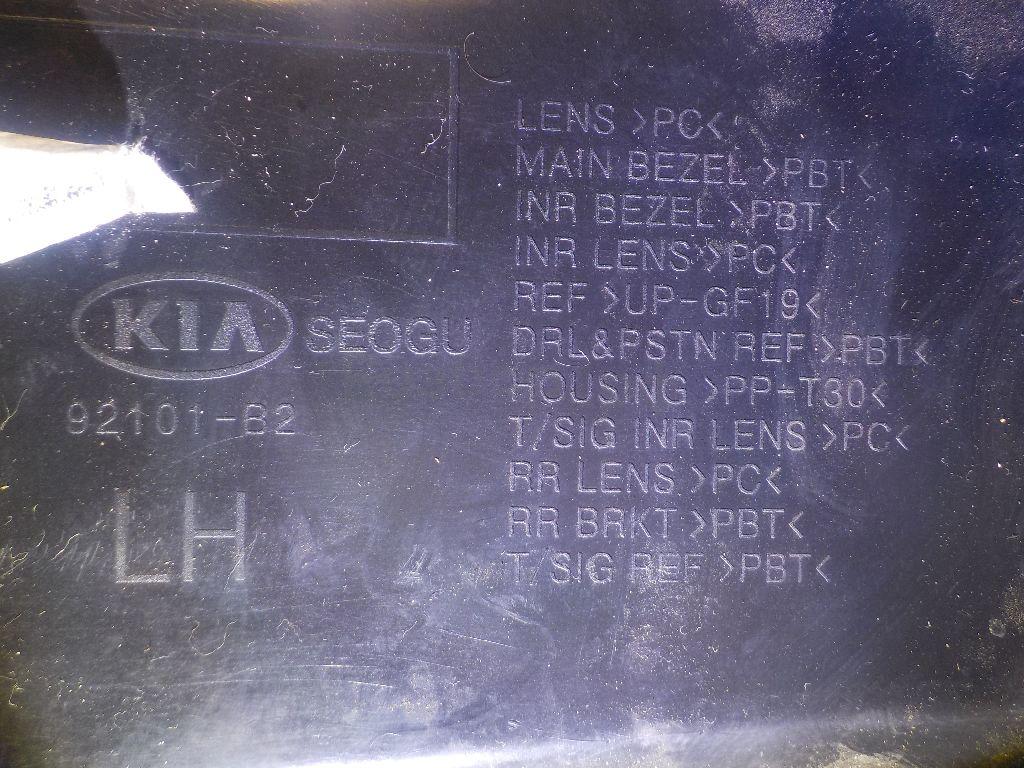 KIA SEOGU
92101-B2
LH
LENS >PC<
MAIN BEZEL >PBT<
INR BEZEL >PBT<
INR LENS >PC<
REF >UP-GF19<
DRL&PSTN REF >PBT<
HOUSING >PP-T30<
T/SIG INR LENS >PC<
RR LENS >PC<
RR BRKT >PBT<
T/SIG REF >PBT<